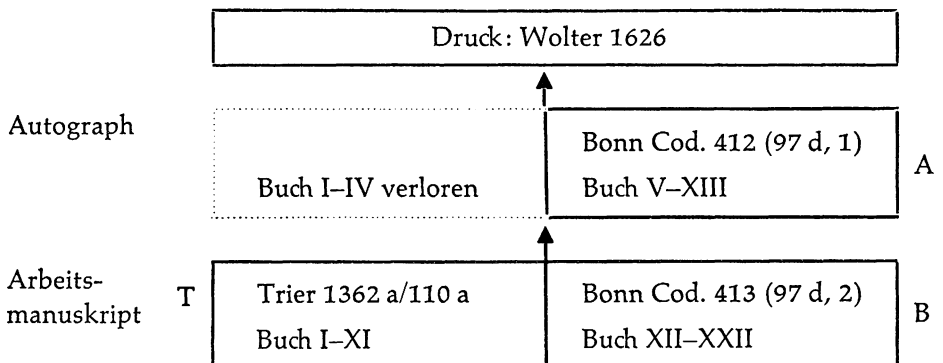 Druck: Wolter 1626
Autograph
Bonn Cod. 412 (97 d, 1)
Buch I–IV verloren
Buch V–XIII
A
Arbeits-
manuskript
T
Trier 1362 a/110 a
Buch I–XI
Bonn Cod. 413 (97 d, 2)
Buch XII–XXII
B